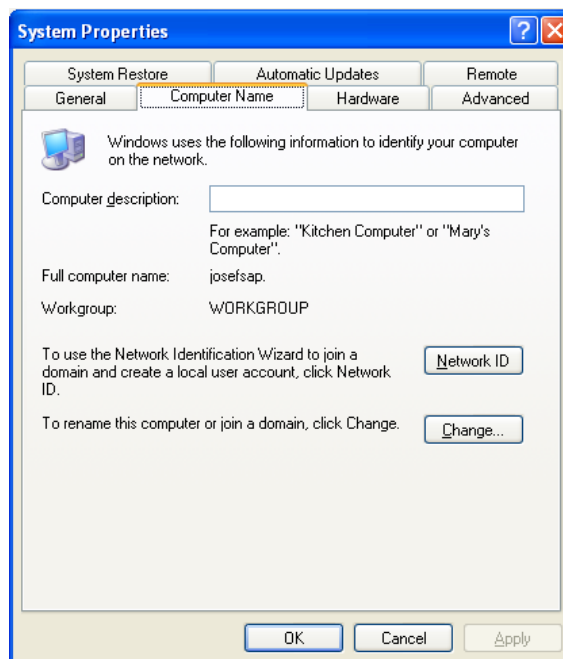 System Properties
System Restore Automatic Updates Remote
General Computer Name Hardware Advanced
Windows uses the following information to identify your computer
on the network.
Computer description:
For example: "Kitchen Computer" or "Mary's
Computer".
Full computer name: josefsap.
Workgroup: WORKGROUP
To use the Network Identification Wizard to join a
domain and create a local user account, click Network
ID.
Network ID
To rename this computer or join a domain, click Change.
Change...
OK Cancel Apply